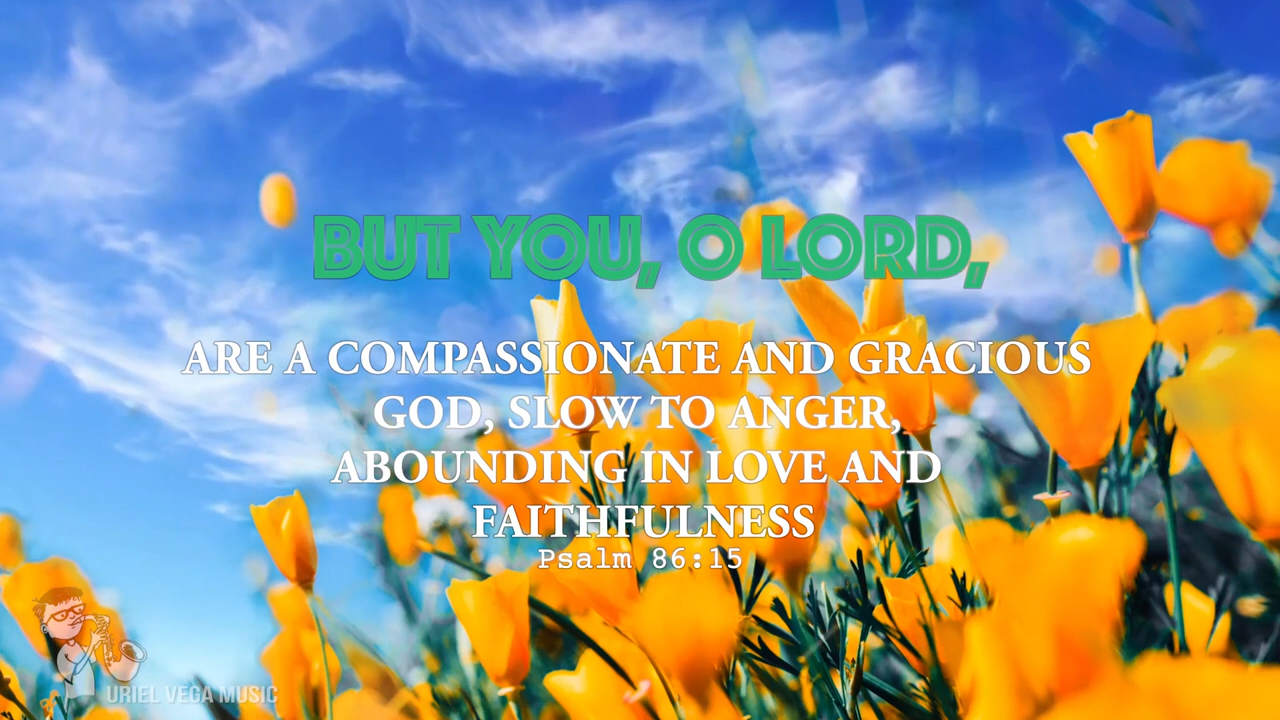 BUT YOU, O LORD,
ARE A COMPASSIONATE AND GRACIOUS
GOD, SLOW TO ANGER,
ABOUNDING IN LOVE AND
FAITHFULNESS
Psalm 86:15
URIEL VEGA MUSIC